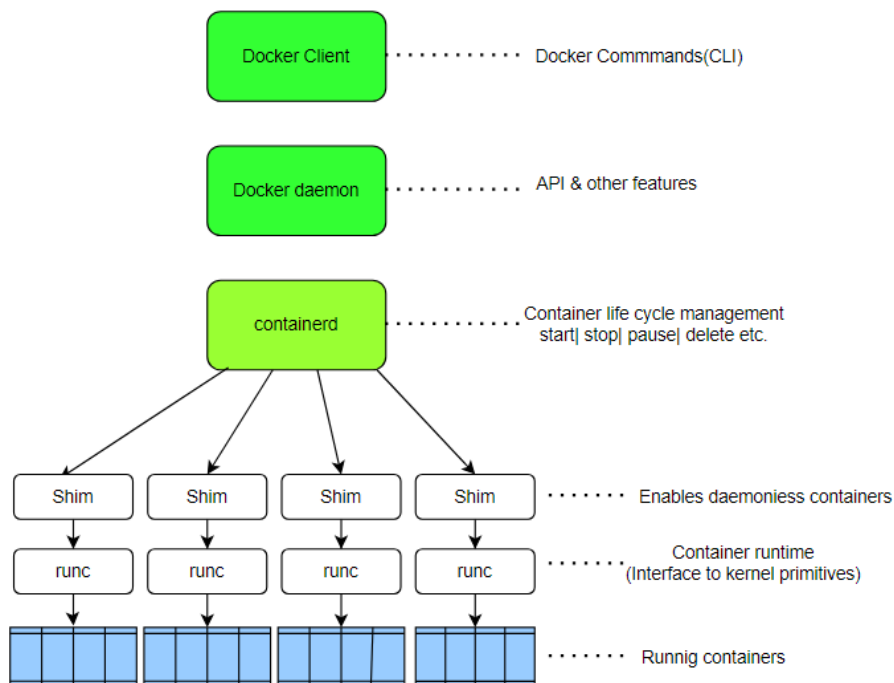 Docker Client
Docker Commmands(CLI)
Docker daemon
API & other features
containerd
Container life cycle management
start| stop| pause| delete etc.
Shim
Shim
Shim
Shim
Enables daemoniess containers
runc
runc
runc
runc
Container runtime
(Interface to kernel primitives)
Runnig containers